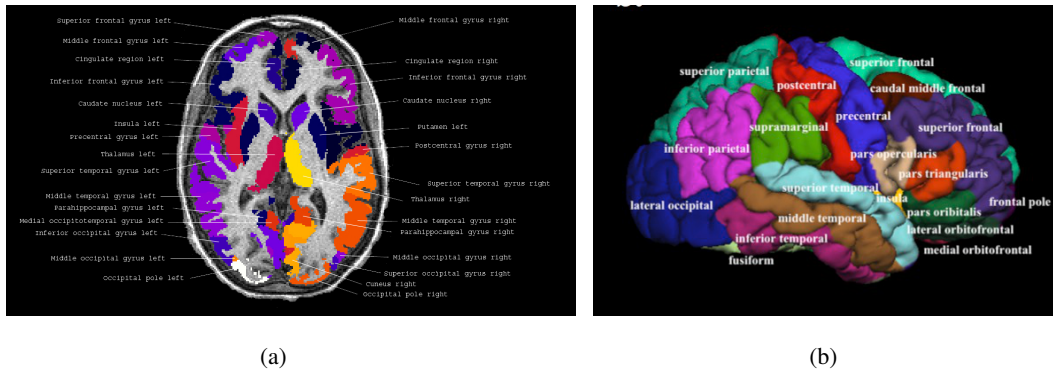 Superior frontal gyrus left
Middle frontal gyrus left
Cingulate region left
Inferior frontal gyrus left
Caudate nucleus left
Insula left
Precentral gyrus left
Thalamus left
Superior temporal gyrus left
Middle temporal gyrus left
Parahippocampal gyrus left
Medial occipitotemporal gyrus left
Inferior occipital gyrus left
Middle occipital gyrus left
Occipital pole left
Middle frontal gyrus right
Cingulate region right
Inferior frontal gyrus right
Caudate nucleus right
Putamen left
Postcentral gyrus right
Superior temporal gyrus right
Thalamus right
Middle temporal gyrus right
Parahippocampal gyrus right
Middle occipital gyrus right
Superior occipital gyrus right
Cuneus right
Occipital pole right
(a)
superior parietal
superior frontal
postcentral
caudal middle frontal
precentral
superior frontal
supramarginal
inferior parietal
pars opercularis
pars triangularis
superior temporal
insula
frontal pole
lateral occipital
pars oribitalis
middle temporal
lateral orbitofrontal
inferior temporal
medial orbitofrontal
fusiform
(b)